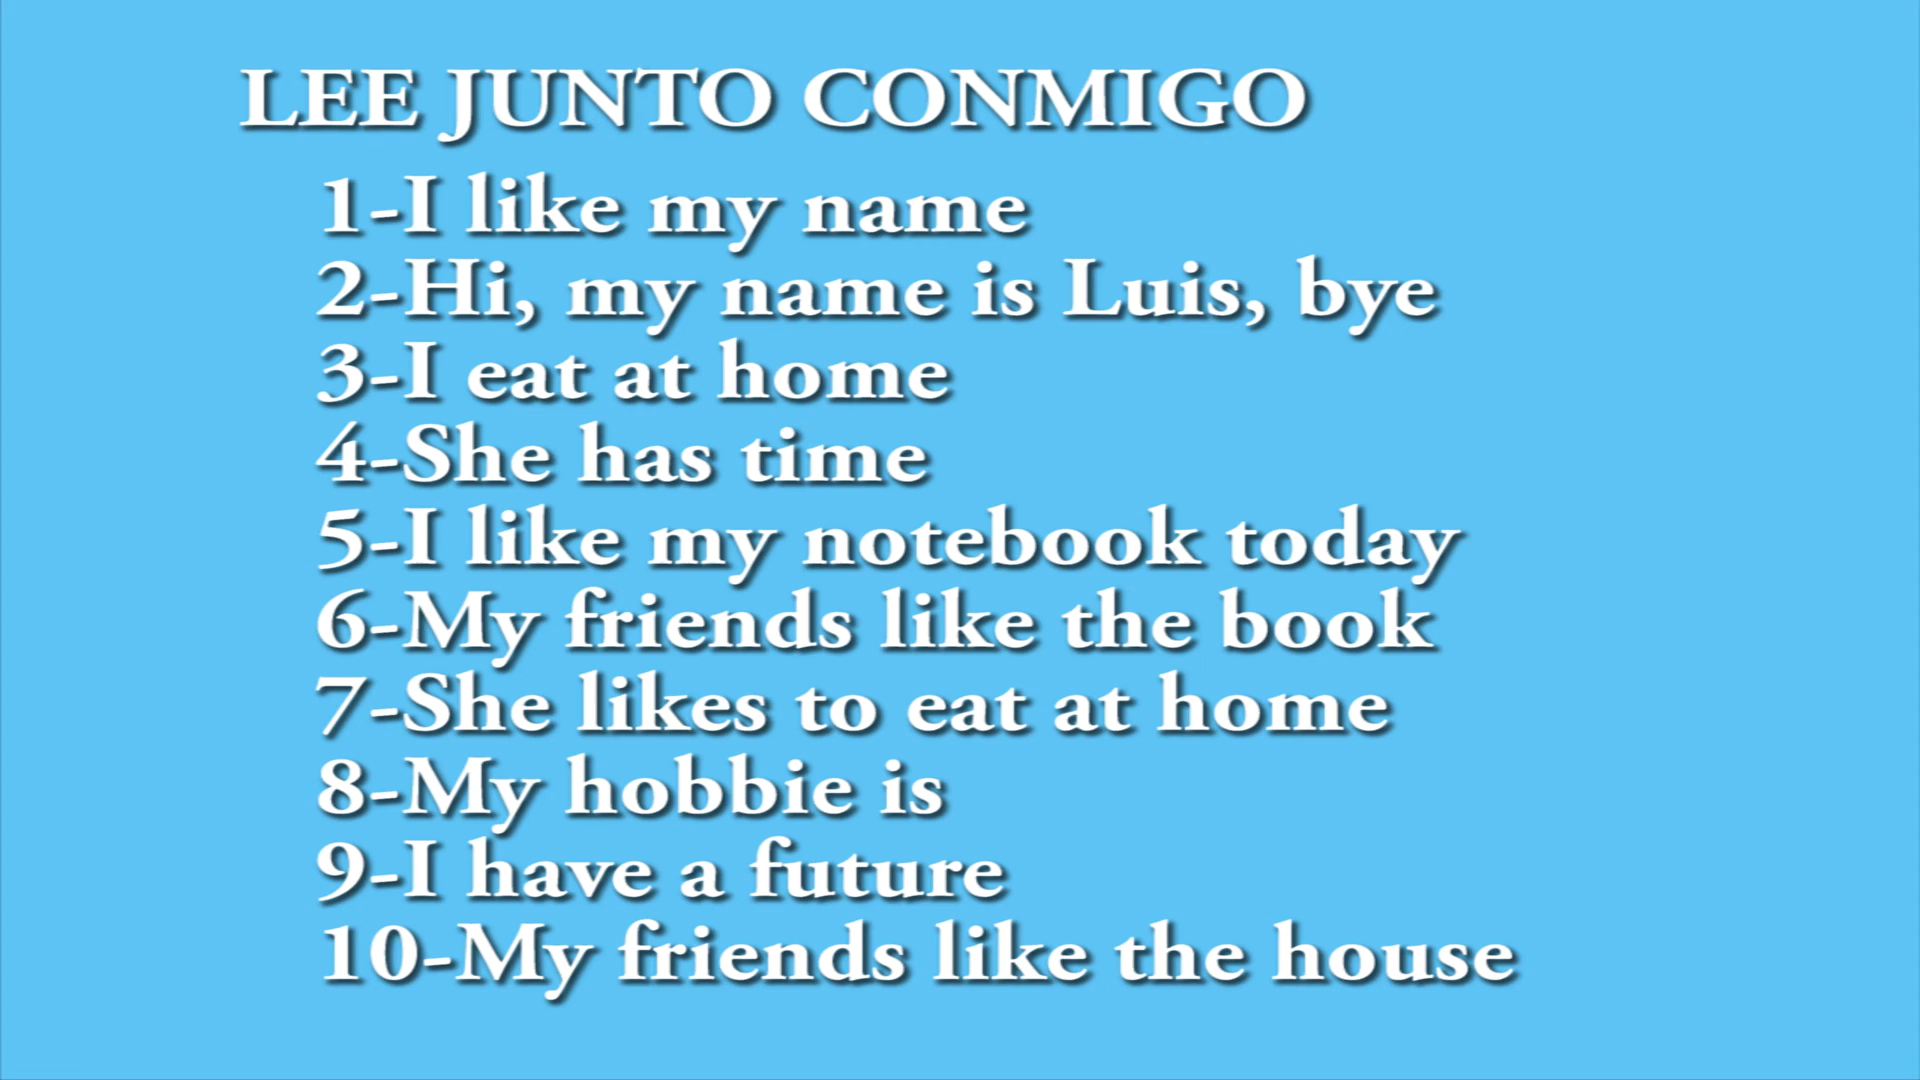 LEE JUNTO CONMIGO
1-I like my name
2-Hi, my name is Luis, bye
3-I eat at home
4-She has time
5-I like my notebook today
6-My friends like the book
7-She likes to eat at home
8-My hobbie is
9-I have a future
10-My friends like the house